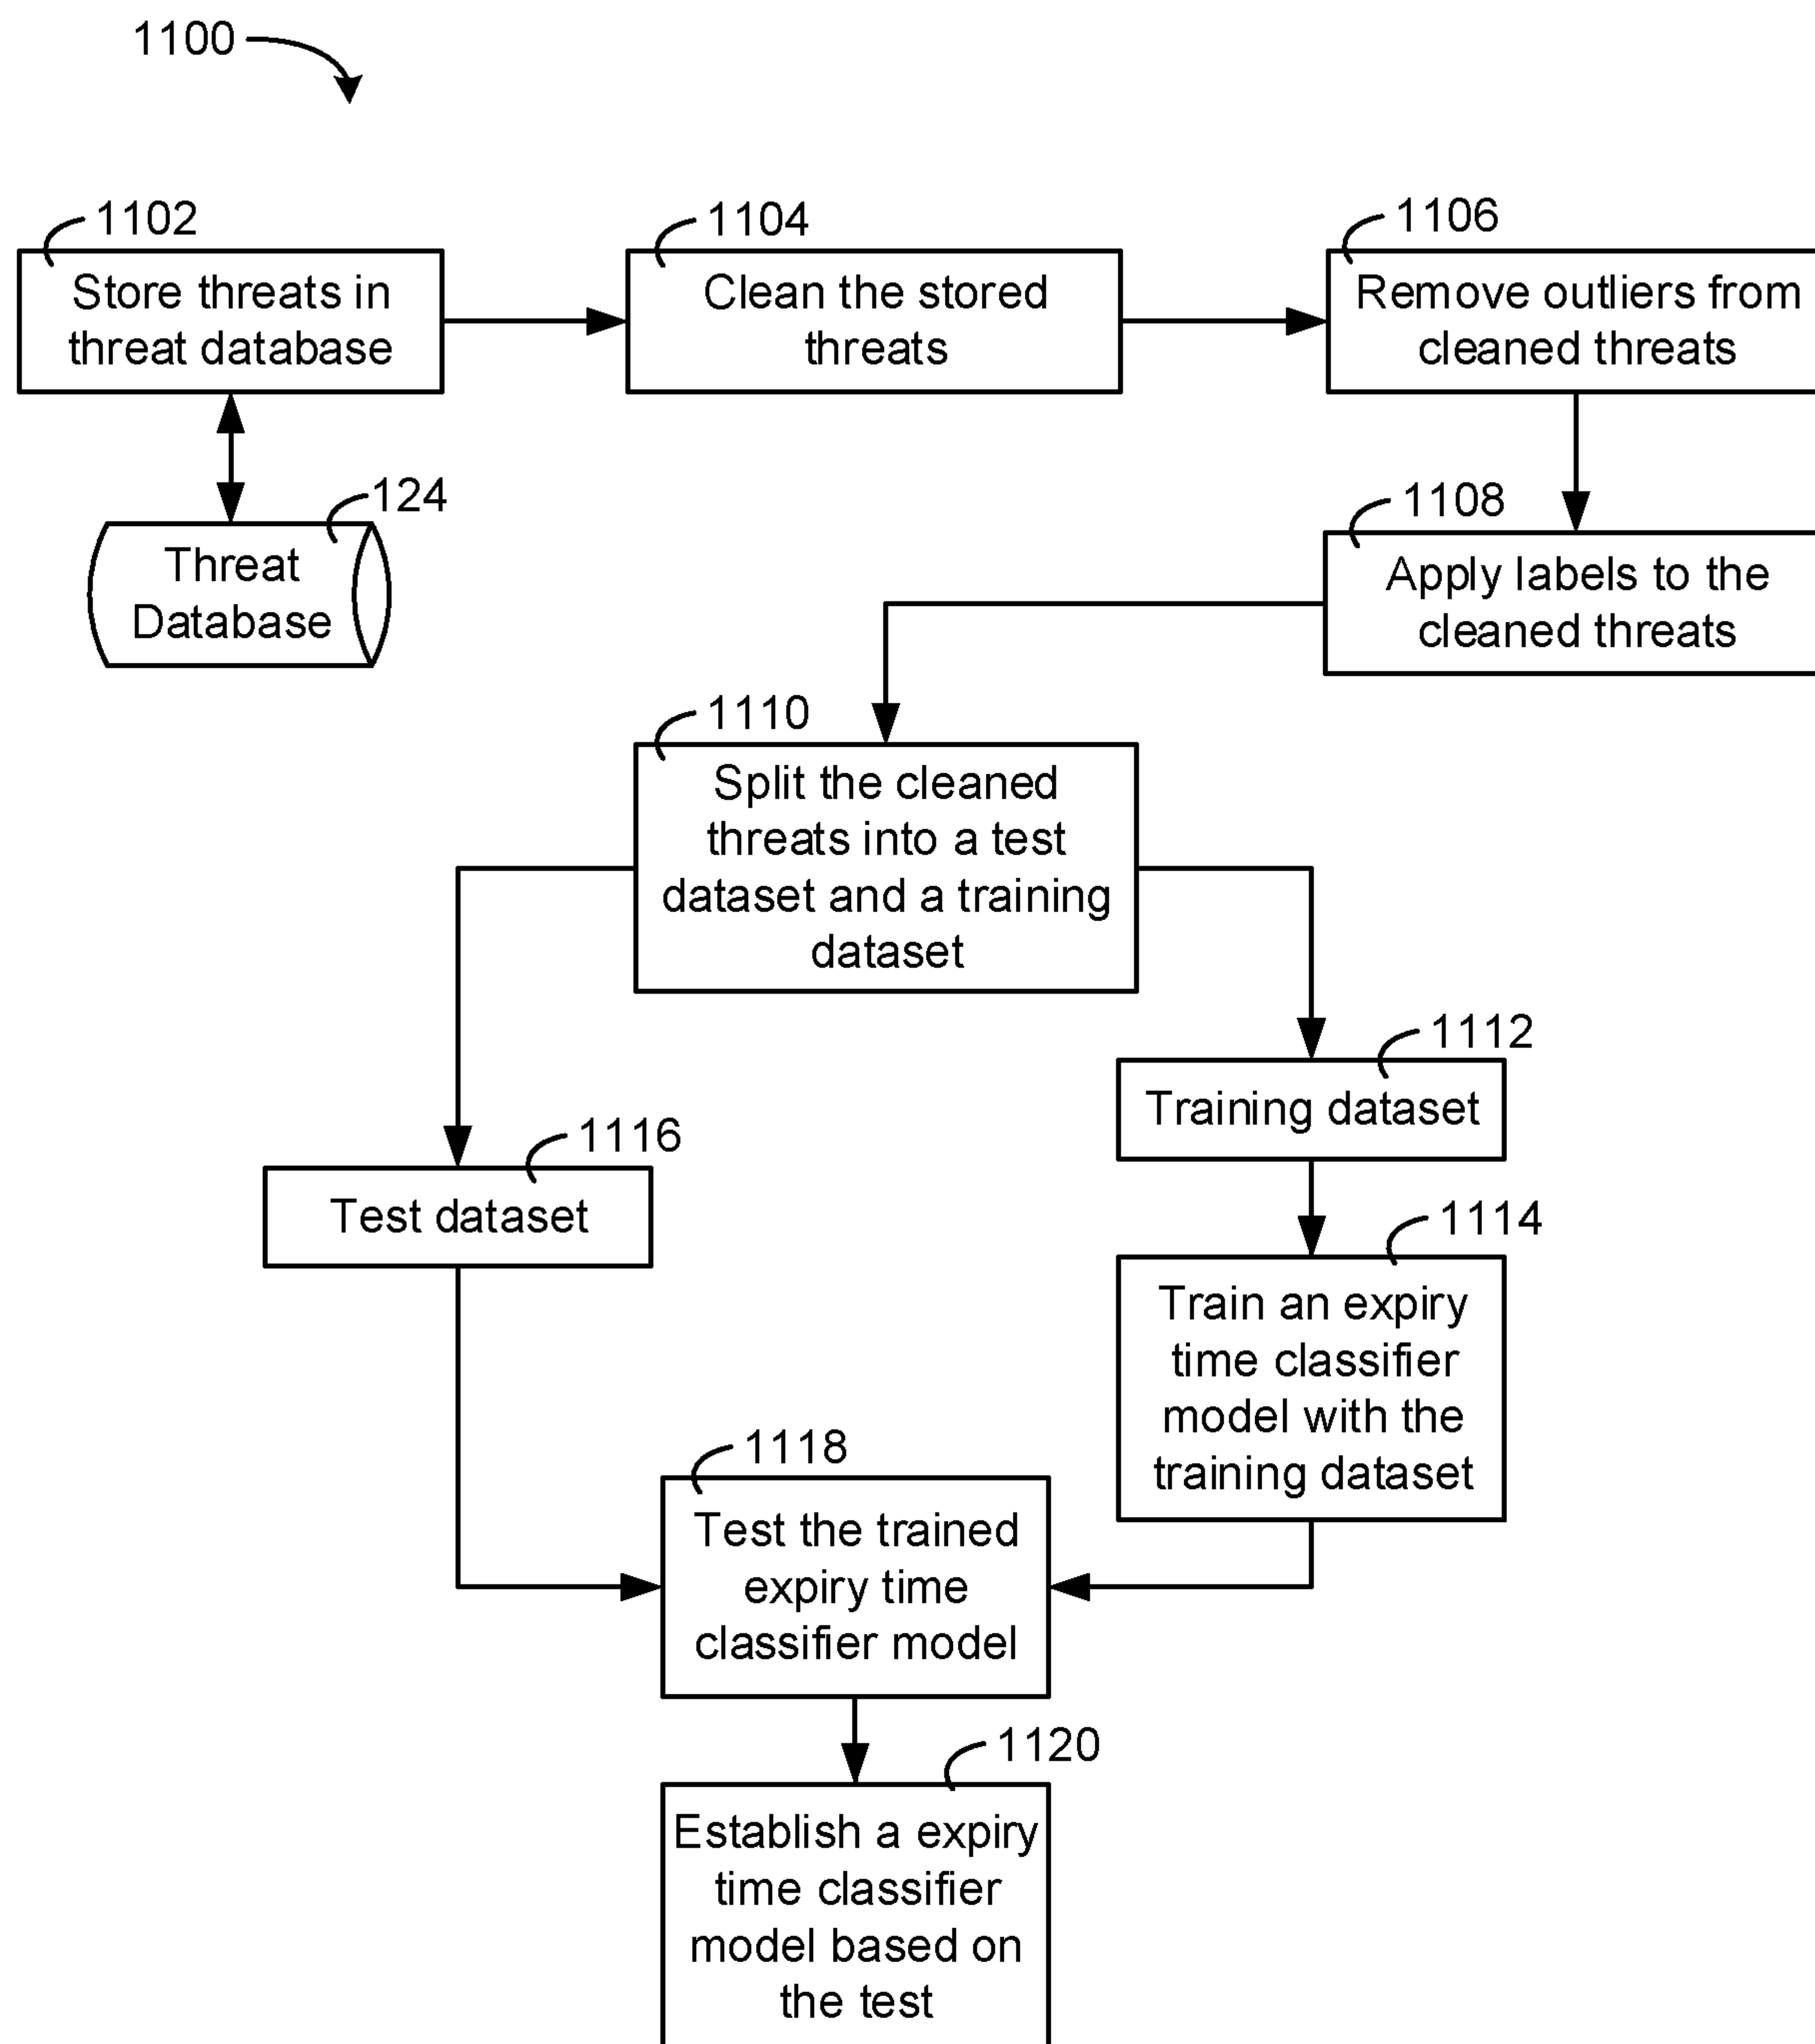 1100
1102
Store threats in
threat database
1104
Clean the stored
threats
1106
Remove outliers from
cleaned threats
124
Threat
Database
1108
Apply labels to the
cleaned threats
1110
Split the cleaned
threats into a test
dataset and a training
dataset
1112
Training dataset
1116
Test dataset
1114
Train an expiry
time classifier
model with the
training dataset
1118
Test the trained
expiry time
classifier model
1120
Establish a expiry
time classifier
model based on
the test